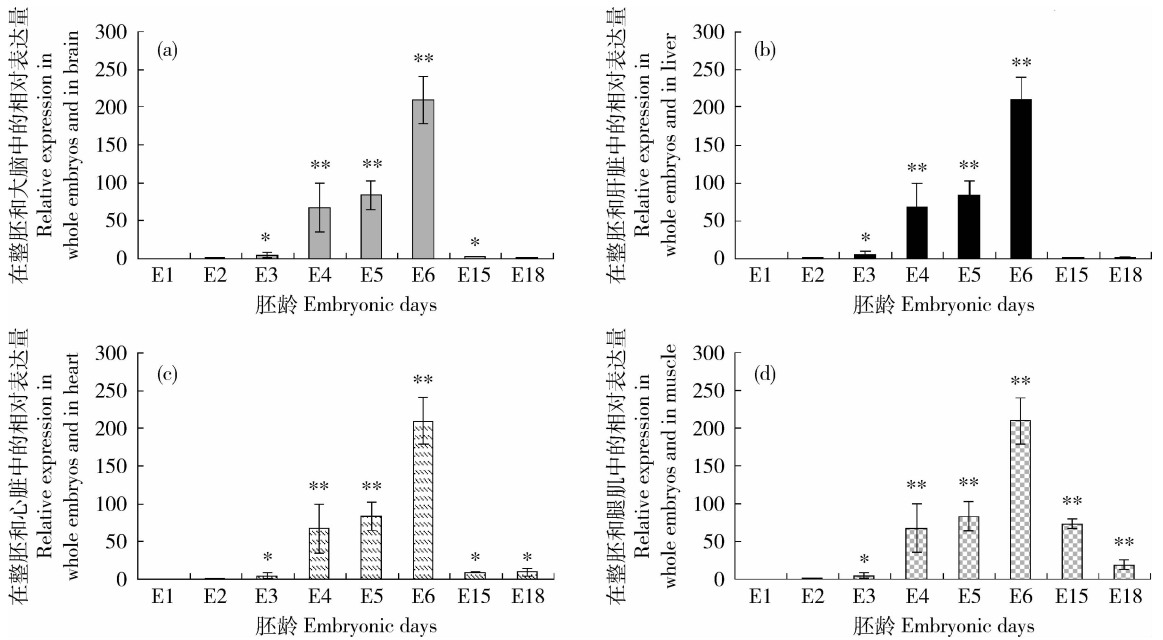 在整胚和大脑中的相对表达量
Relative expression in
whole embryos and in brain
300
250
200
150
100
50
0
(a)
*
**
**
**
*
E1 E2 E3 E4 E5 E6 E15 E18
胚龄 Embryonic days
在整胚和肝脏中的相对表达量
Relative expression in
whole embryos and in liver
300
250
200
150
100
50
0
(b)
*
**
**
**
E1 E2 E3 E4 E5 E6 E15 E18
胚龄 Embryonic days
在整胚和心脏中的相对表达量
Relative expression in
whole embryos and in heart
300
250
200
150
100
50
0
(c)
*
**
**
**
*
*
E1 E2 E3 E4 E5 E6 E15 E18
胚龄 Embryonic days
在整胚和腿肌中的相对表达量
Relative expression in
whole embryos and in muscle
300
250
200
150
100
50
0
(d)
*
**
**
**
**
**
E1 E2 E3 E4 E5 E6 E15 E18
胚龄 Embryonic days